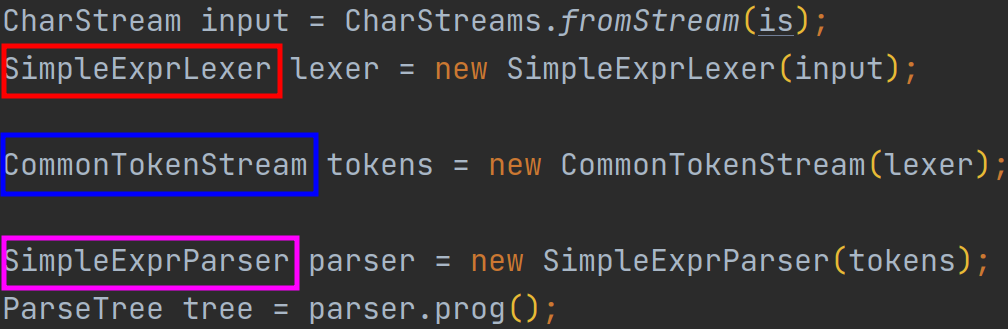 CharStream input = CharStreams.fromStream(is);
SimpleExprLexer lexer = new SimpleExprLexer(input);
CommonTokenStream tokens = new CommonTokenStream(lexer);
SimpleExprParser parser = new SimpleExprParser(tokens);
ParseTree tree = parser.prog();